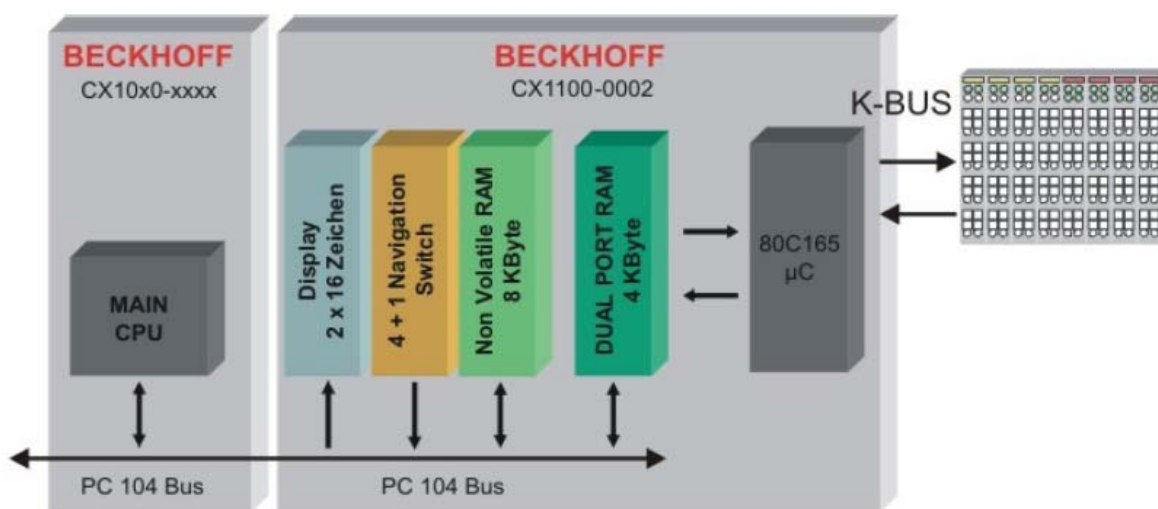 BECKHOFF
CX10x0-xxxx
MAIN
CPU
PC 104 Bus
BECKHOFF
CX1100-0002
Display
2 x 16 Zeichen
4 + 1 Navigation
Switch
Non Volatile RAM
8 KByte
DUAL PORT RAM
4 KByte
80C165
µC
PC 104 Bus
K-BUS